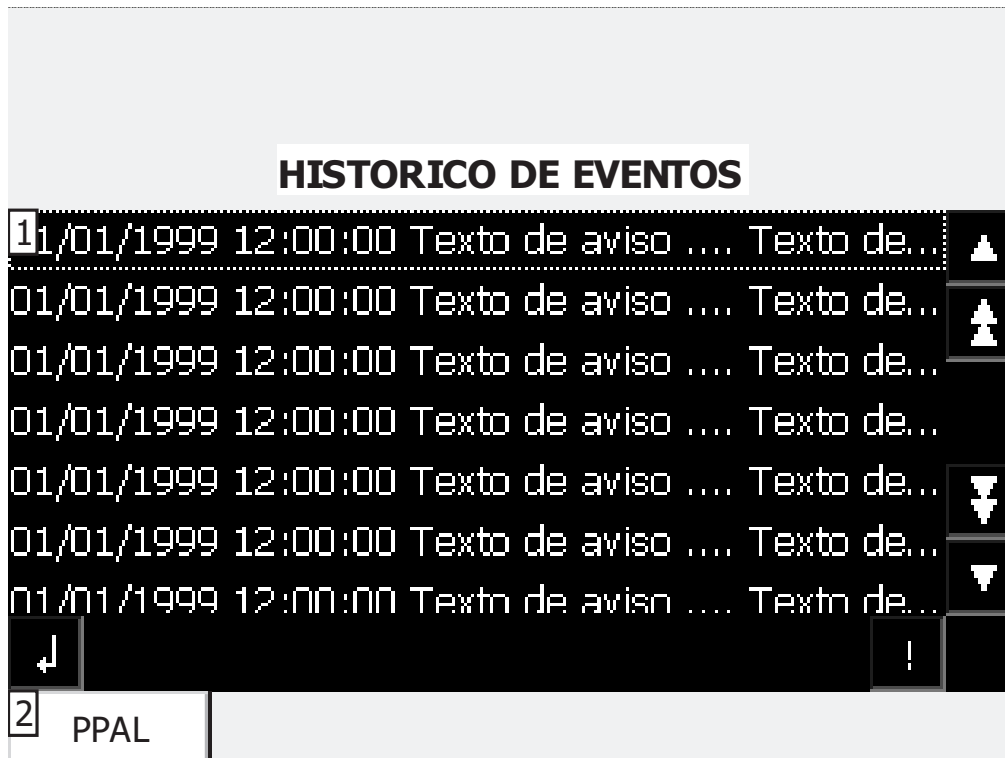 HISTORICO DE EVENTOS
1 1/01/1999 12:00:00 Texto de aviso .... Texto de...
01/01/1999 12:00:00 Texto de aviso .... Texto de...
01/01/1999 12:00:00 Texto de aviso .... Texto de...
01/01/1999 12:00:00 Texto de aviso .... Texto de...
01/01/1999 12:00:00 Texto de aviso .... Texto de...
01/01/1999 12:00:00 Texto de aviso .... Texto de...
01/01/1999 12:00:00 Texto de aviso .... Texto de...
!
2 PPAL